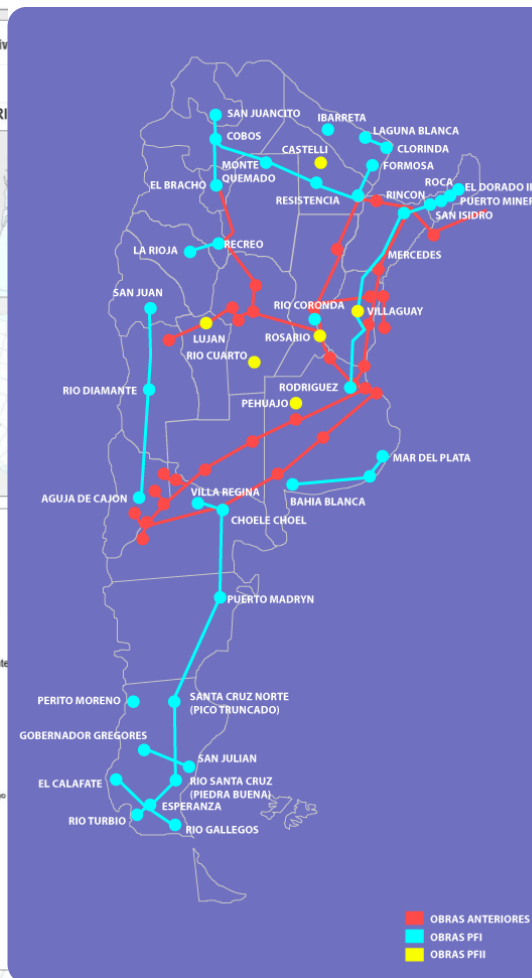 SAN JUANCITO
IBARRETA
COBOS
LAGUNA BLANCA
CASTELLI
CLORINDA
MONTE
QUEMADO
FORMOSA
EL BRACHO
ROCA
EL DORADO II
RESISTENCIA
RINCON
PUERTO MINER
SAN ISIDRO
RECREO
LA RIOJA
MERCEDES
SAN JUAN
RIO CORONDA
VILLAGUAY
LUJAN
ROSARIO
RIO CUARTO
RIO DIAMANTE
RODRIGUEZ
PEHUAJO
MAR DEL PLATA
AGUJA DE CAJON
VILLA REGINA
BAHIA BLANCA
CHOELE CHOEL
PUERTO MADRYN
PERITO MORENO
SANTA CRUZ NORTE
(PICO TRUNCADO)
GOBERNADOR GREGORES
SAN JULIAN
EL CALAFATE
RIO SANTA CRUZ
(PIEDRA BUENA)
ESPERANZA
RIO TURBIO
RIO GALLEGOS
OBRAS ANTERIORES
OBRAS PFI
OBRAS PFII